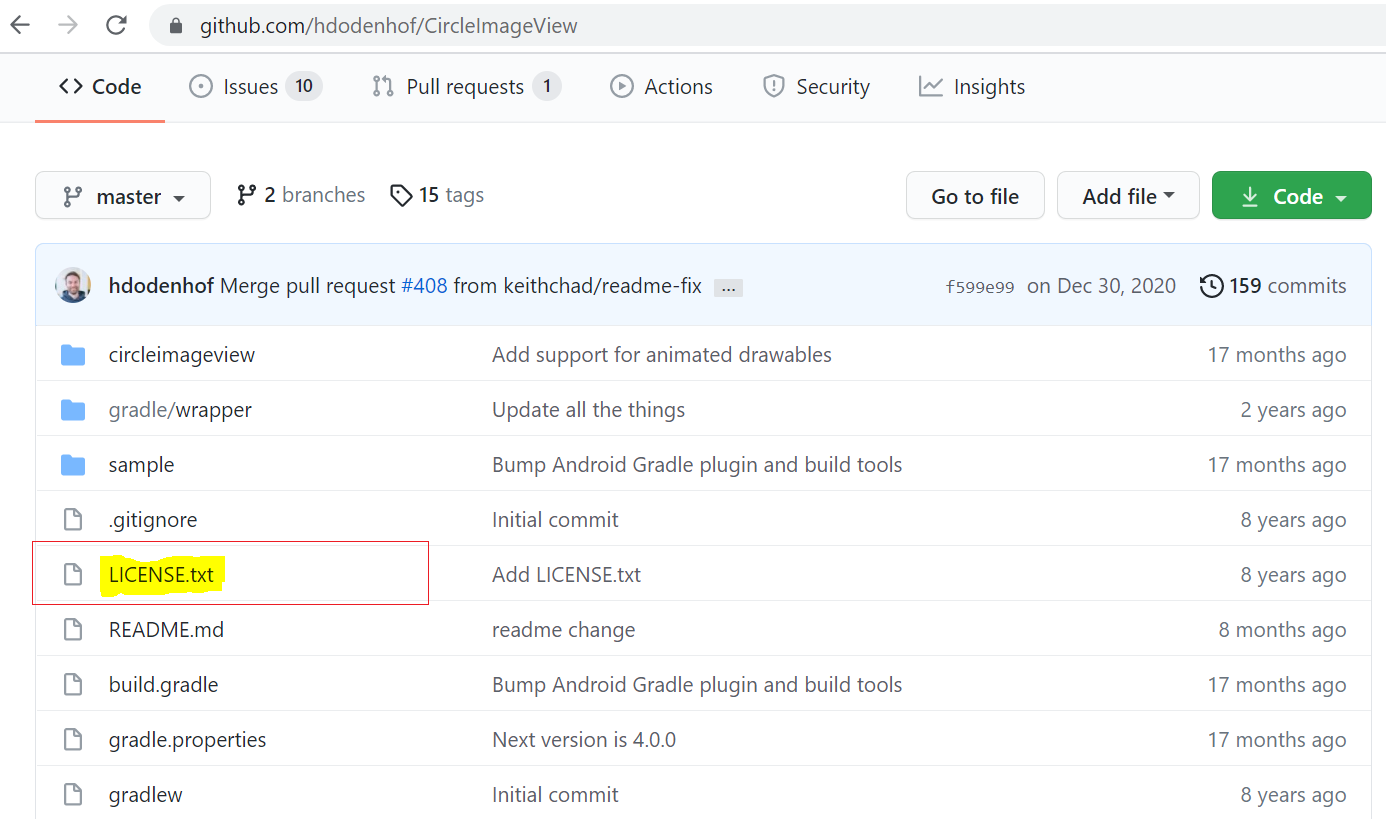 github.com/hdodenhof/CircleImageView
Code Issues 10 Pull requests 1 Actions Security Insights
master 2 branches 15 tags Go to file Add file Code
hdodenhof Merge pull request #408 from keithchad/readme-fix ... f599e99 on Dec 30, 2020 159 commits
circleimageview Add support for animated drawables 17 months ago
gradle/wrapper Update all the things 2 years ago
sample Bump Android Gradle plugin and build tools 17 months ago
.gitignore Initial commit 8 years ago
LICENSE.txt Add LICENSE.txt 8 years ago
README.md readme change 8 months ago
build.gradle Bump Android Gradle plugin and build tools 17 months ago
gradle.properties Next version is 4.0.0 17 months ago
gradlew Initial commit 8 years ago